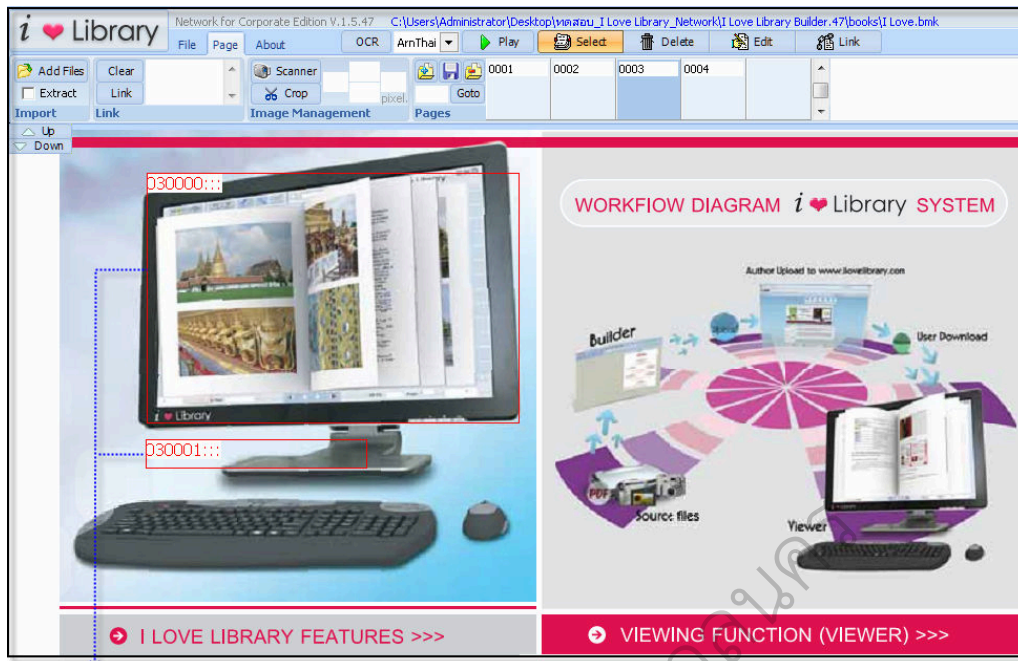 i Library
Network for Corporate Edition V.1.5.47 C:\Users\Administrator\Desktop\ทดสอบ_I Love Library_Network\I Love Library Builder.47\books\I Love.bmk
File Page About OCR ArnThai Play Select Delete Edit Link
Add Files Clear Scanner 0001 0002 0003 0004
Extract Link Crop pixel. Goto
Import Link Image Management Pages
Up
Down
030000:::
i Library
030001:::
WORKFlOW DIAGRAM i Library SYSTEM
Author Upload to www.ilovelibrary.com
Builder
Upload
User Download
PDF
Source files
Viewer
I LOVE LIBRARY FEATURES >>>
VIEWING FUNCTION (VIEWER) >>>